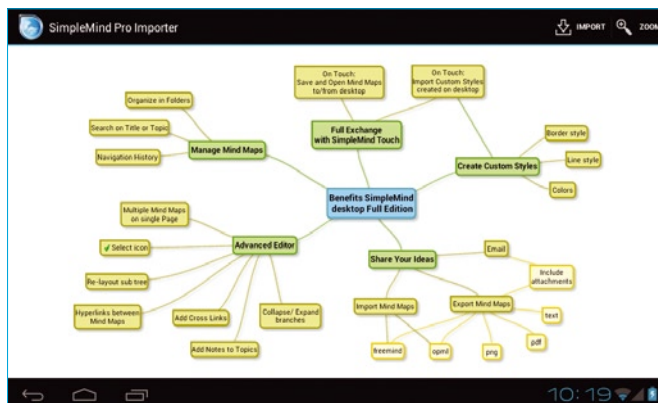 SimpleMind Pro Importer
IMPORT
ZOOM
On Touch:
Save and Open Mind Maps
to/from desktop
On Touch:
Import Custom Styles
created on desktop
Organize in Folders
Search on Title or Topic
Navigation History
Manage Mind Maps
Full Exchange
with SimpleMind Touch
Create Custom Styles
Border style
Line style
Colors
Benefits SimpleMind
desktop Full Edition
Multiple Mind Maps
on single Page
Select icon
Re-layout sub tree
Hyperlinks between
Mind Maps
Add Cross Links
Add Notes to Topics
Collapse/ Expand
branches
Advanced Editor
Share Your Ideas
Email
Include
attachments
Import Mind Maps
Export Mind Maps
freemind
opml
png
pdf
text
10:19